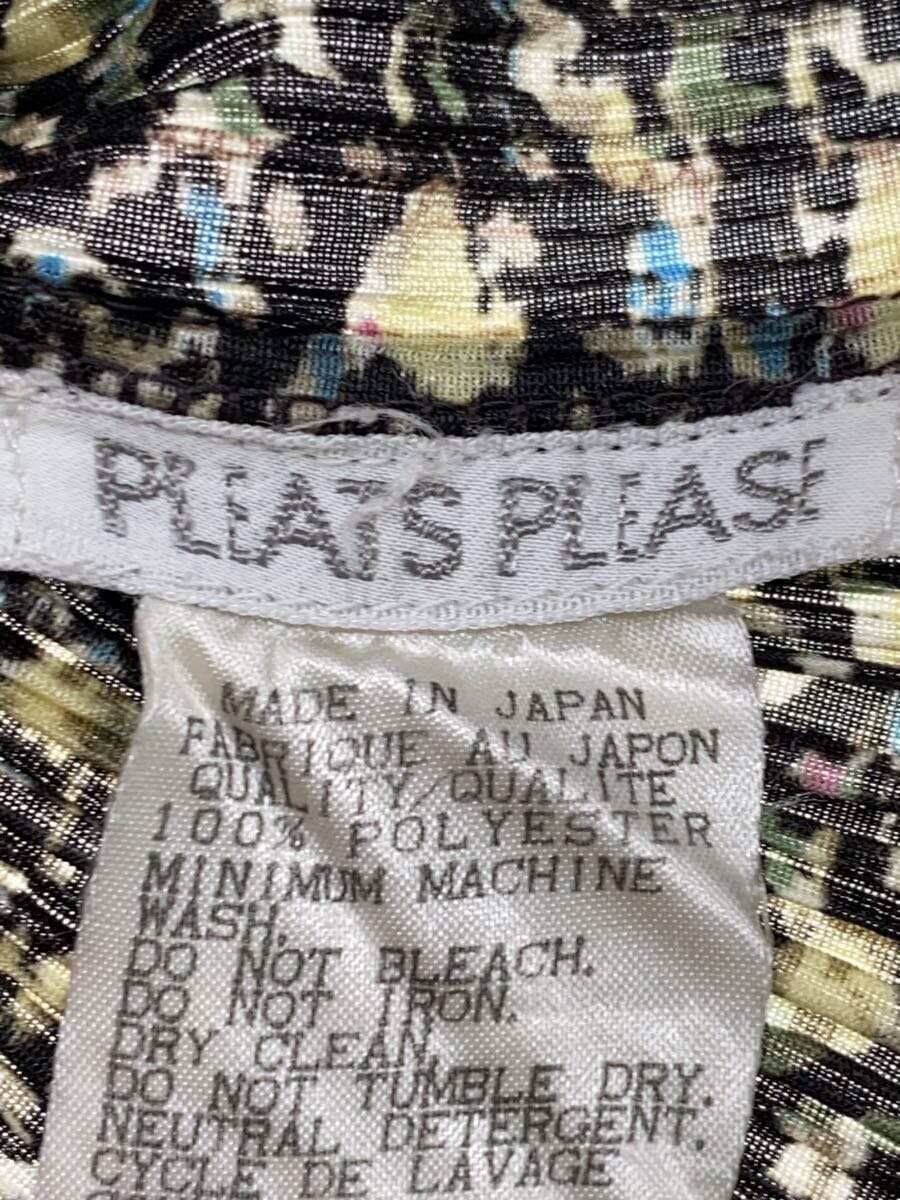 PLEATS PLEASE
MADE IN JAPAN
FABRIQUE AU JAPON
QUALITY/QUALITE
100% POLYESTER
MINIMUM MACHINE
WASH.
DO NOT BLEACH.
DO NOT IRON.
DRY CLEAN.
DO NOT TUMBLE DRY.
NEUTRAL DETERGENT.
CYCLE DE LAVAGE